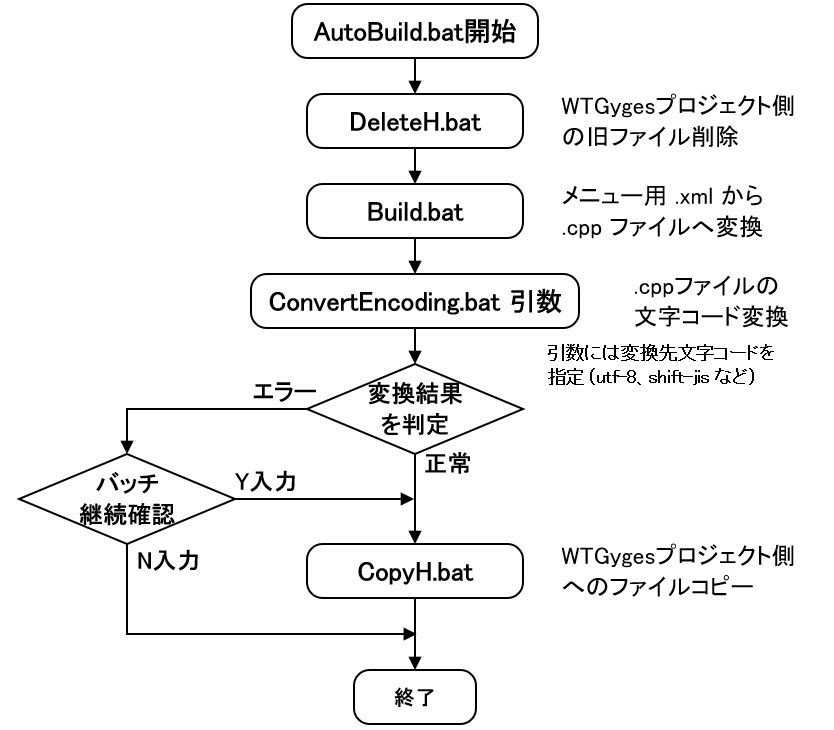 AutoBuild.bat開始
DeleteH.bat
WTGygesプロジェクト側
の旧ファイル削除
Build.bat
メニュー用 .xml から
.cpp ファイルへ変換
ConvertEncoding.bat 引数
.cppファイルの
文字コード変換
引数には変換先文字コードを
指定（utf-8、shift-jis など）
変換結果
を判定
エラー
正常
バッチ
継続確認
Y入力
N入力
CopyH.bat
WTGygesプロジェクト側
へのファイルコピー
終了